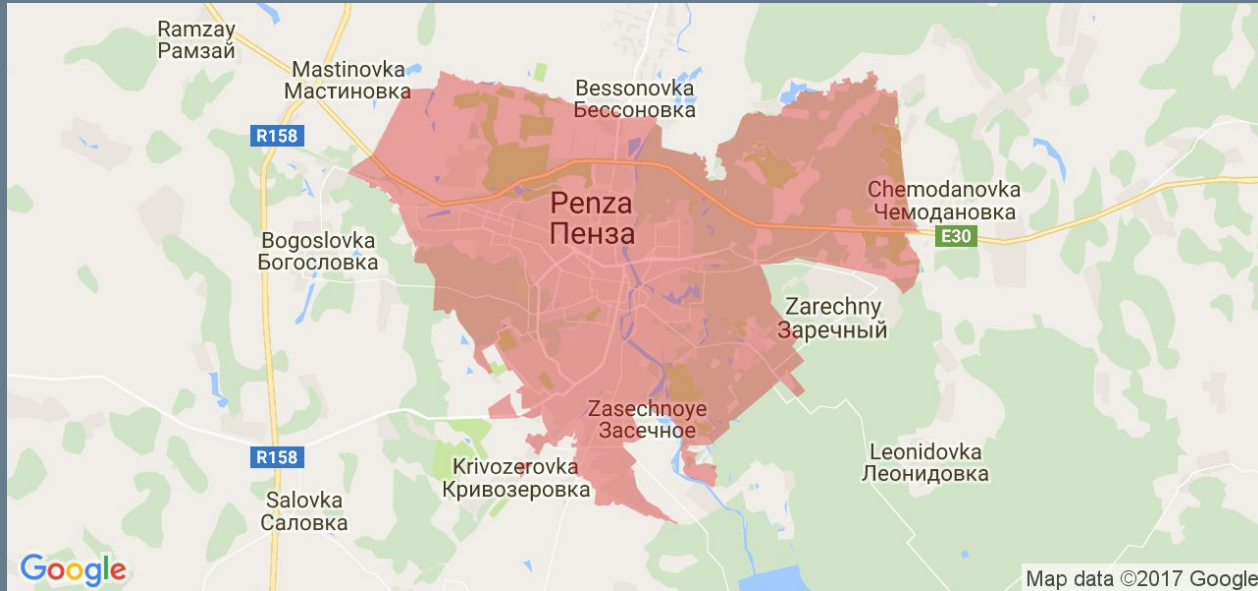 Ramzay
Рамзай
Mastinovka
Мастиновка
Bessonovka
Бессоновка
R158
Penza
Пенза
Chemodanovka
Чемодановка
E30
Bogoslovka
Богословка
Zarechny
Заречный
Zasechnoye
Засечное
R158
Krivozerovka
Кривозеровка
Leonidovka
Леонидовка
Salovka
Саловка
Google
Map data ©2017 Google